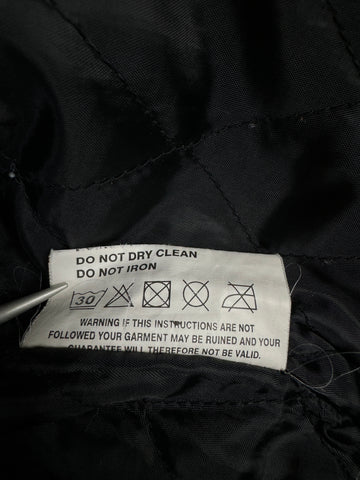 DO NOT DRY CLEAN
DO NOT IRON
30
WARNING IF THIS INSTRUCTIONS ARE NOT
FOLLOWED YOUR GARMENT MAY BE RUINED AND YOUR
GUARANTEE WILL THEREFORE NOT BE VALID.